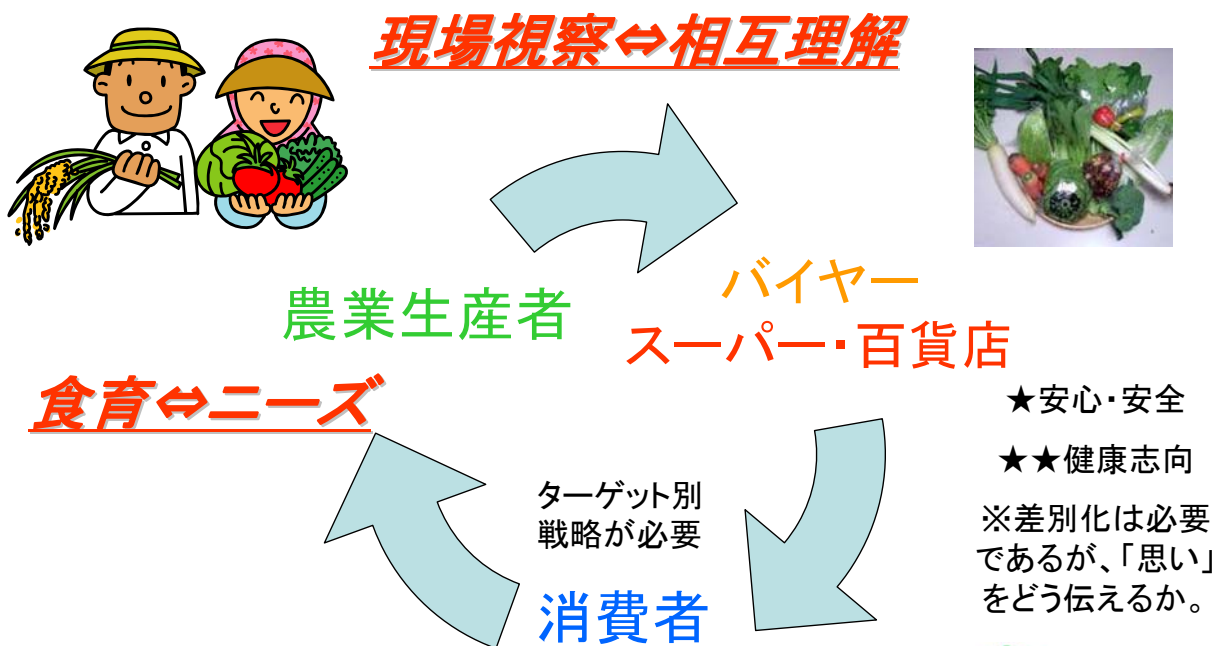 現場視察⇔相互理解
農業生産者
バイヤー
スーパー・百貨店
食育⇔ニーズ
★安心・安全
★★健康志向
※差別化は必要
であるが、「思い」
をどう伝えるか。
ターゲット別
戦略が必要
消費者